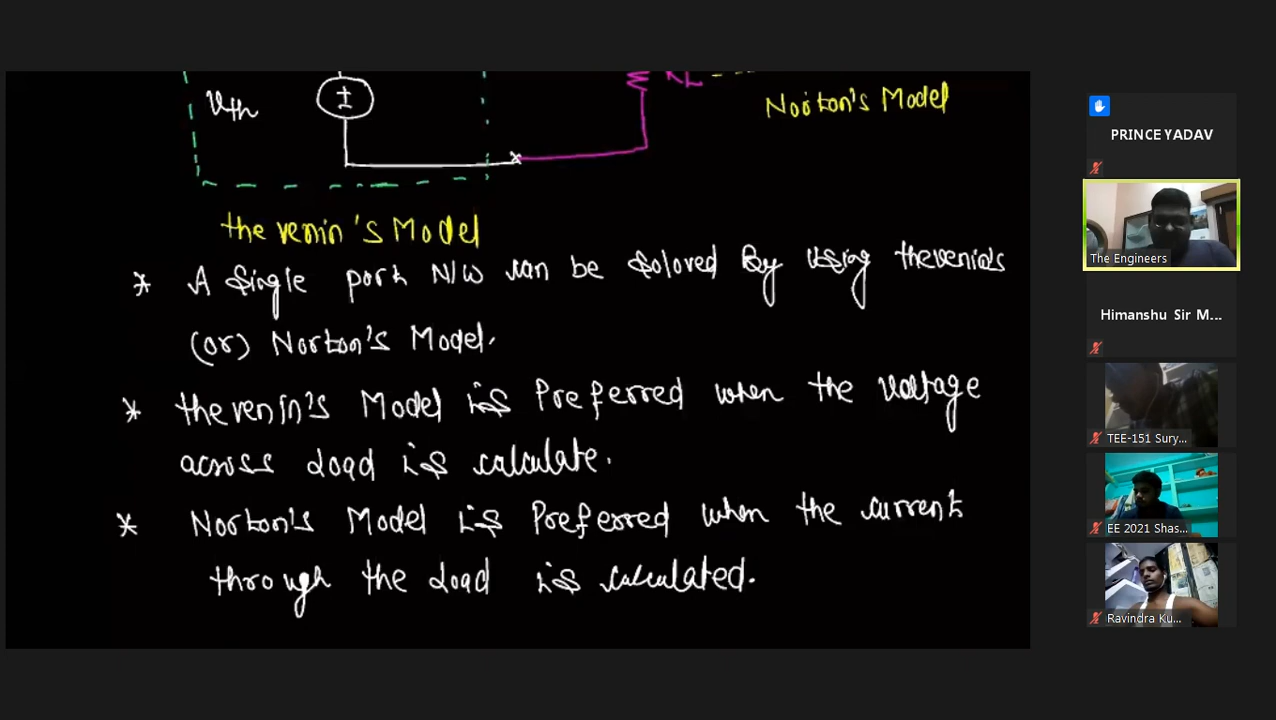 Vth
±
RL
Norton's Model
thevenin's Model
* A single port N/W can be soloved By using thevenin's
(or) Norton's Model.
* thevenin's Model is Preferred when the voltage
across Load is calculate.
* Norton's Model is Preferred when the current
through the Load is calculated.
PRINCE YADAV
The Engineers
Himanshu Sir M...
TEE-151 Sury...
EE 2021 Shas...
Ravindra Ku...